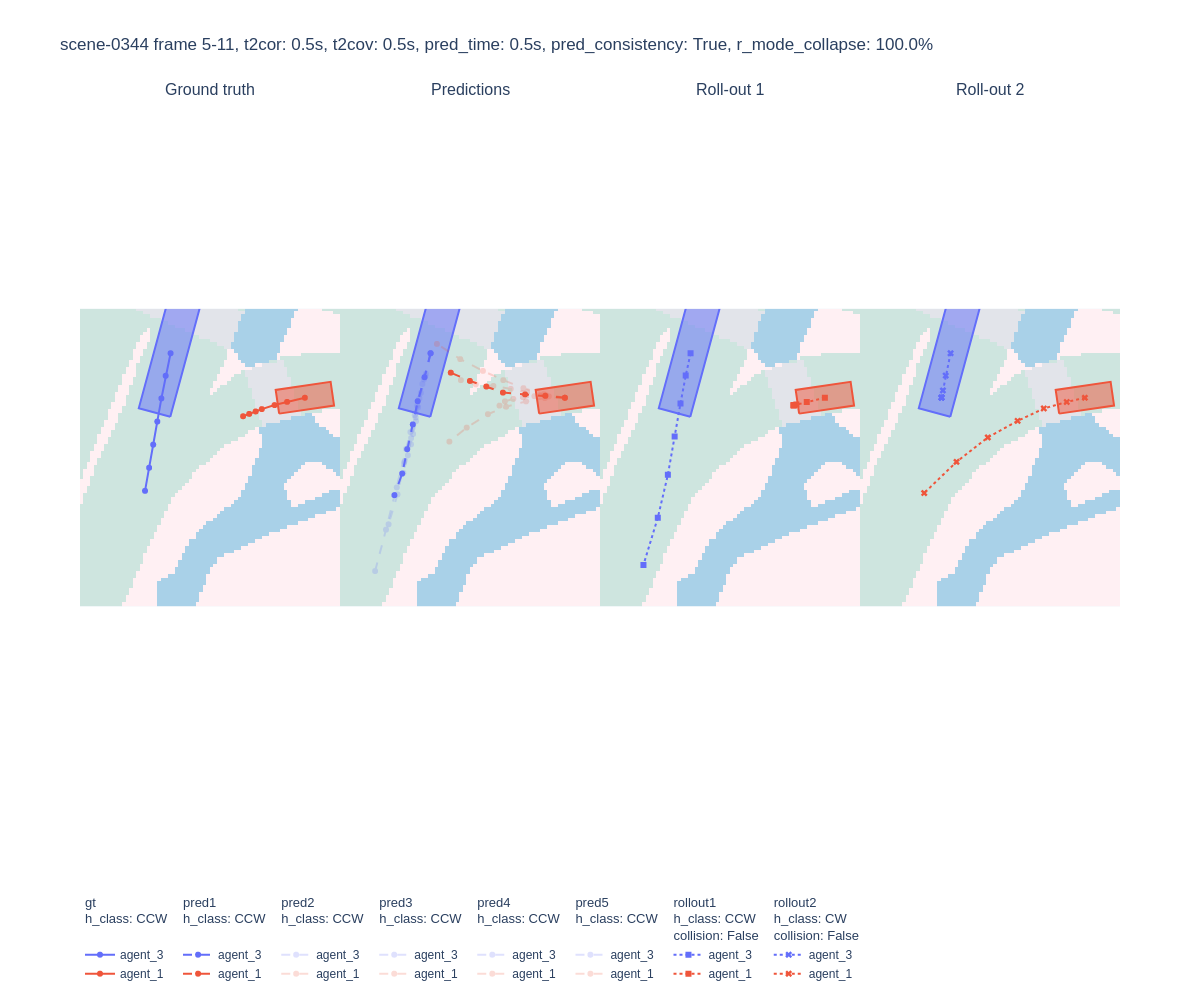 scene-0344 frame 5-11, t2cor: 0.5s, t2cov: 0.5s, pred_time: 0.5s, pred_consistency: True, r_mode_collapse: 100.0%
Ground truth
Predictions
Roll-out 1
Roll-out 2
gt
h_class: CCW
agent_3
agent_1
pred1
h_class: CCW
agent_3
agent_1
pred2
h_class: CCW
agent_3
agent_1
pred3
h_class: CCW
agent_3
agent_1
pred4
h_class: CCW
agent_3
agent_1
pred5
h_class: CCW
agent_3
agent_1
rollout1
h_class: CCW
collision: False
agent_3
agent_1
rollout2
h_class: CW
collision: False
agent_3
agent_1